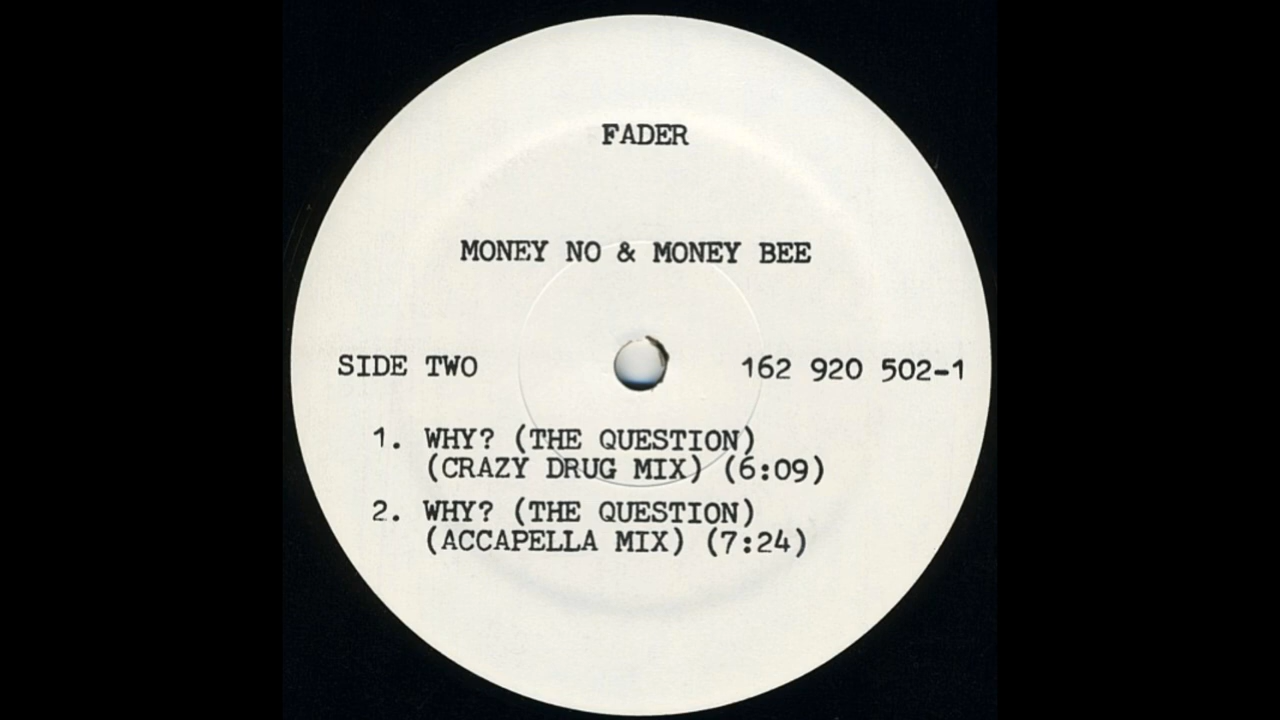 FADER
MONEY NO & MONEY BEE
SIDE TWO 162 920 502-1
1. WHY? (THE QUESTION)
(CRAZY DRUG MIX) (6:09)
2. WHY? (THE QUESTION)
(ACCAPELLA MIX) (7:24)